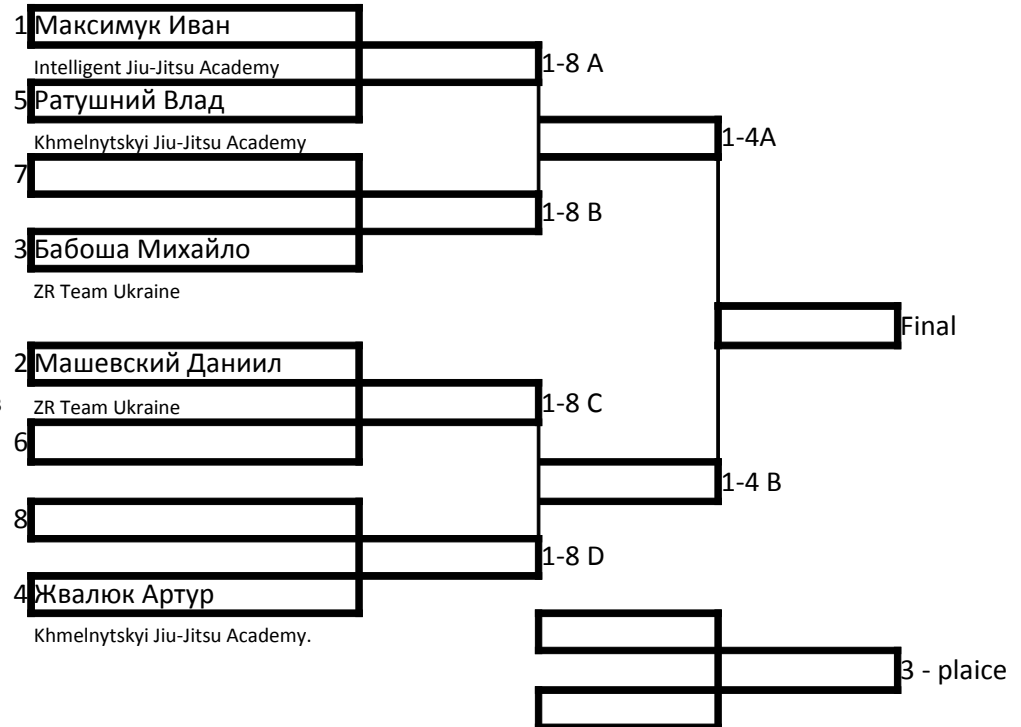 1 Максимук Иван
Intelligent Jiu-Jitsu Academy
1-8 A
5 Ратушний Влад
Khmelnytskyi Jiu-Jitsu Academy
1-4A
7
1-8 B
3 Бабоша Михайло
ZR Team Ukraine
Final
2 Машевский Даниил
ZR Team Ukraine
1-8 C
6
1-4 B
8
1-8 D
4 Жвалюк Артур
Khmelnytskyi Jiu-Jitsu Academy.
3 - plaice